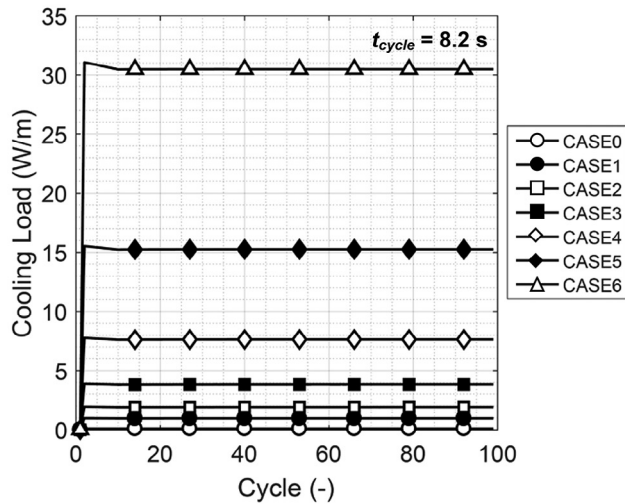 t_cycle = 8.2 s
35
30
25
20
15
10
5
0
0 20 40 60 80 100
Cooling Load (W/m)
Cycle (-)
CASE0
CASE1
CASE2
CASE3
CASE4
CASE5
CASE6